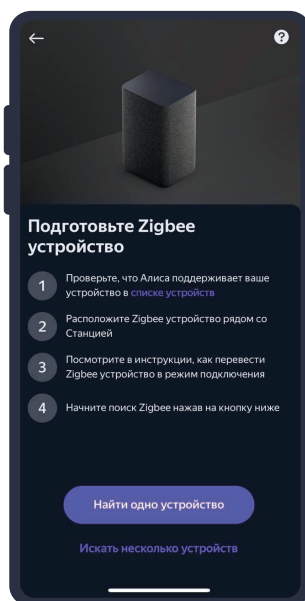 ?
Подготовьте Zigbee
устройство
1
Проверьте, что Алиса поддерживает ваше
устройство в списке устройств
2
Расположите Zigbee устройство рядом со
Станцией
3
Посмотрите в инструкции, как перевести
Zigbee устройство в режим подключения
4
Начните поиск Zigbee нажав на кнопку ниже
Найти одно устройство
Искать несколько устройств